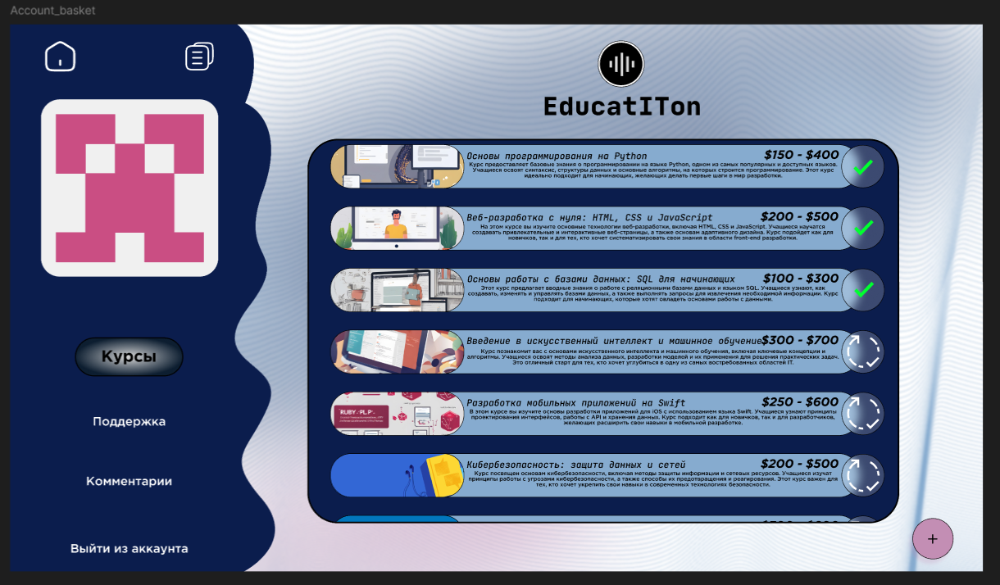 Account_basket
EducatITon
Основы программирования на Python
$150 - $400
Курс предоставляет базовые знания о программировании на языке Python, одном из самых популярных и доступных языков.
Учащиеся освоят синтаксис, структуры данных и основные алгоритмы, на которых строится программирование. Этот курс
идеально подходит для начинающих, желающих делать первые шаги в мир разработки.
Веб-разработка с нуля: HTML, CSS и JavaScript
$200 - $500
На этом курсе вы изучите основные технологии веб-разработки, включая HTML, CSS и JavaScript. Учащиеся научатся
создавать привлекательные и интерактивные веб-страницы, а также основам адаптивного дизайна. Курс подойдет как для
новичков, так и для тех, кто хочет систематизировать свои знания в области front-end разработки.
Основы работы с базами данных: SQL для начинающих
$100 - $300
Этот курс предлагает вводные знания о работе с реляционными базами данных и языком SQL. Учащиеся узнают, как
создавать, изменять и управлять базами данных, а также выполнять запросы для извлечения необходимой информации. Курс
подходит для начинающих, которые хотят овладеть основами работы с данными.
Введение в искусственный интеллект и машинное обучение
$300 - $700
Курс познакомит вас с основами искусственного интеллекта и машинного обучения, включая ключевые концепции и
алгоритмы. Учащиеся освоят методы анализа данных, разработки моделей и их применения для решения практических задач.
Это отличный старт для тех, кто хочет углубиться в одну из самых востребованных областей IT.
Разработка мобильных приложений на Swift
$250 - $600
В этом курсе вы изучите основы разработки приложений для iOS с использованием языка Swift. Учащиеся узнают принципы
проектирования интерфейсов, работы с API и хранения данных. Курс подходит как для новичков, так и для разработчиков,
желающих расширить свои навыки в мобильной разработке.
Кибербезопасность: защита данных и сетей
$200 - $500
Курс посвящен основам кибербезопасности, включая методы защиты информации и сетевых ресурсов. Учащиеся изучат
принципы работы с угрозами кибербезопасности, а также способы их предотвращения и реагирования. Этот курс важен для
тех, кто хочет укрепить свои навыки в современных технологиях безопасности.
Курсы
Поддержка
Комментарии
Выйти из аккаунта
+